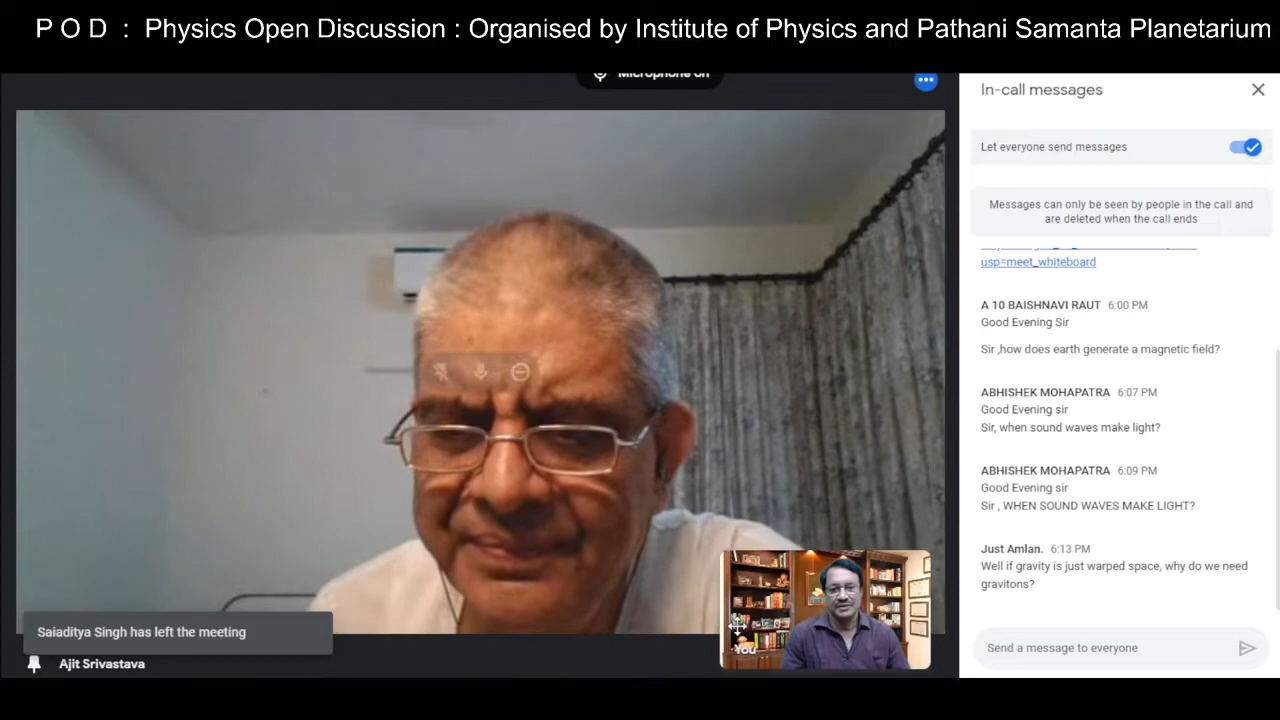 P O D : Physics Open Discussion : Organised by Institute of Physics and Pathani Samanta Planetarium
Microphone on
In-call messages
Let everyone send messages
Messages can only be seen by people in the call and
are deleted when the call ends
usp=meet_whiteboard
A 10 BAISHNAVI RAUT 6:00 PM
Good Evening Sir
Sir ,how does earth generate a magnetic field?
ABHISHEK MOHAPATRA 6:07 PM
Good Evening sir
Sir, when sound waves make light?
ABHISHEK MOHAPATRA 6:09 PM
Good Evening sir
Sir , WHEN SOUND WAVES MAKE LIGHT?
Just Amlan. 6:13 PM
Well if gravity is just warped space, why do we need
gravitons?
Send a message to everyone
Saiaditya Singh has left the meeting
You
Ajit Srivastava